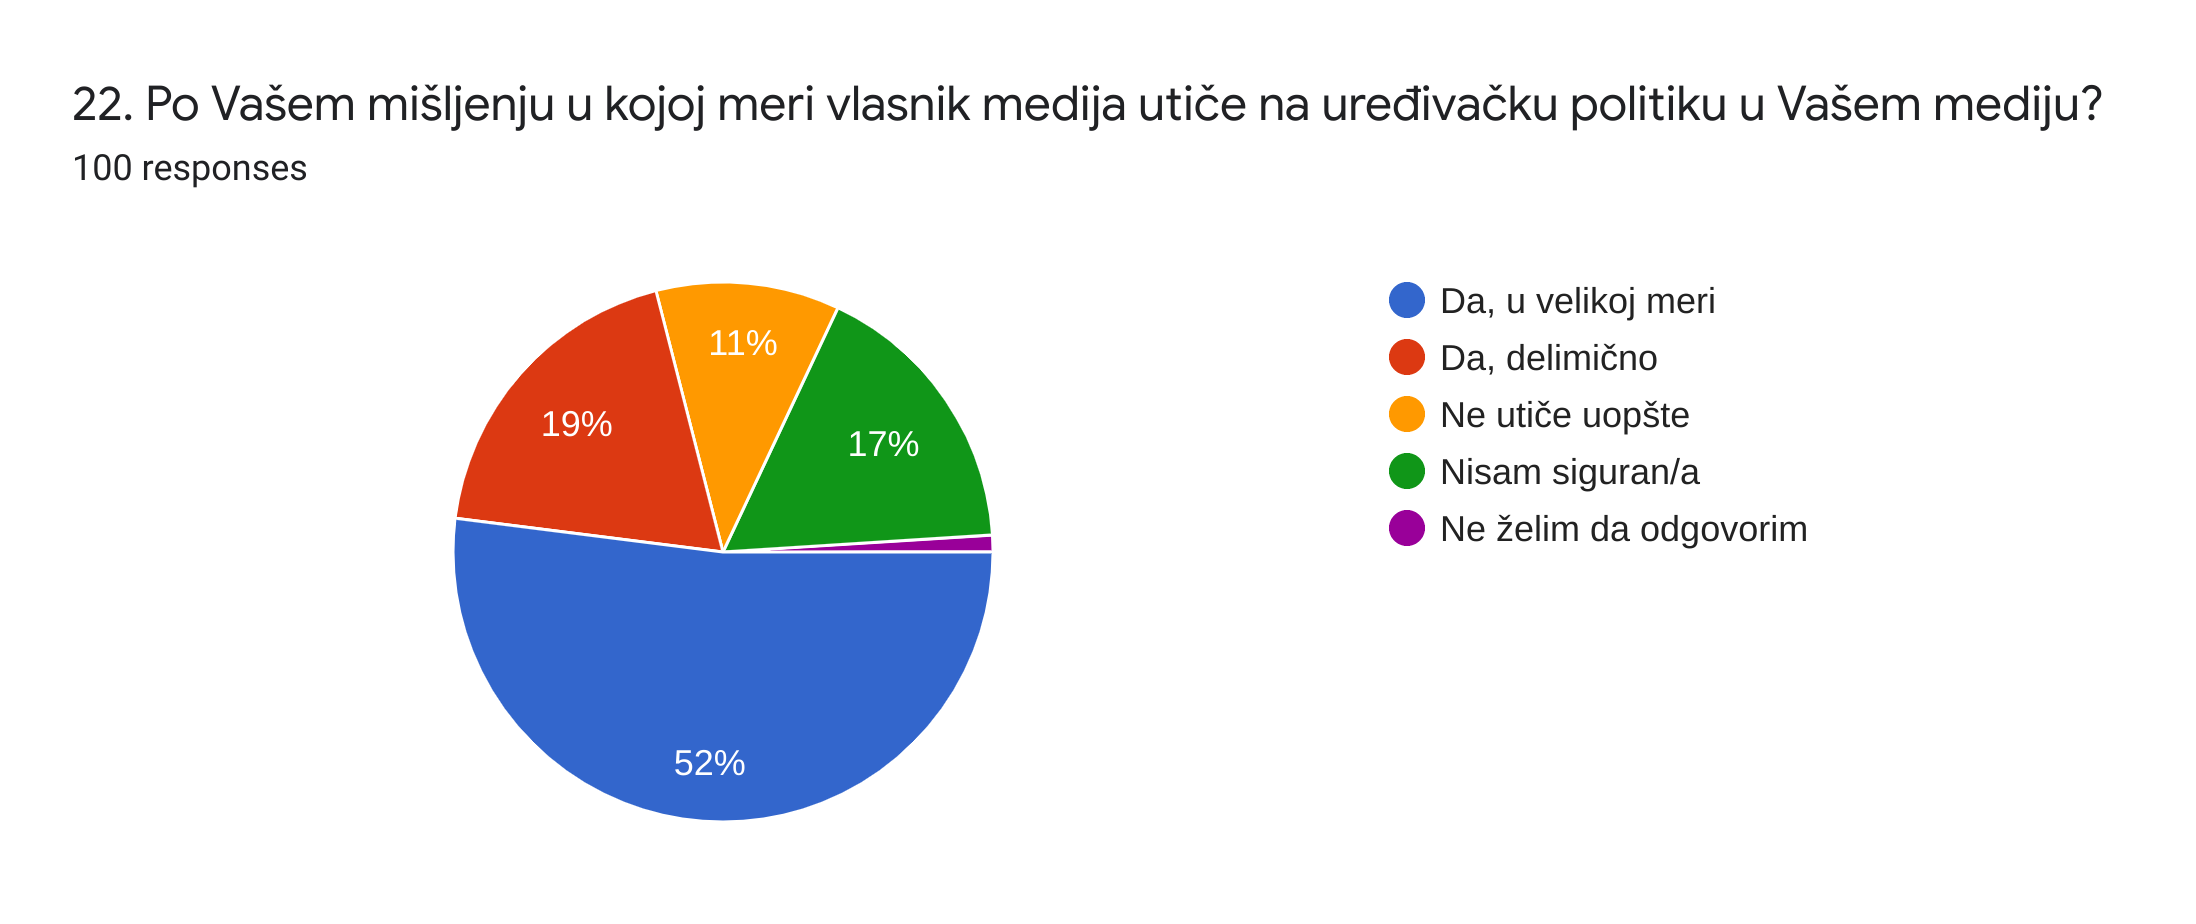 22. Po Vašem mišljenju u kojoj meri vlasnik medija utiče na uređivačku politiku u Vašem mediju?
100 responses
11%
19%
17%
52%
Da, u velikoj meri
Da, delimično
Ne utiče uopšte
Nisam siguran/a
Ne želim da odgovorim